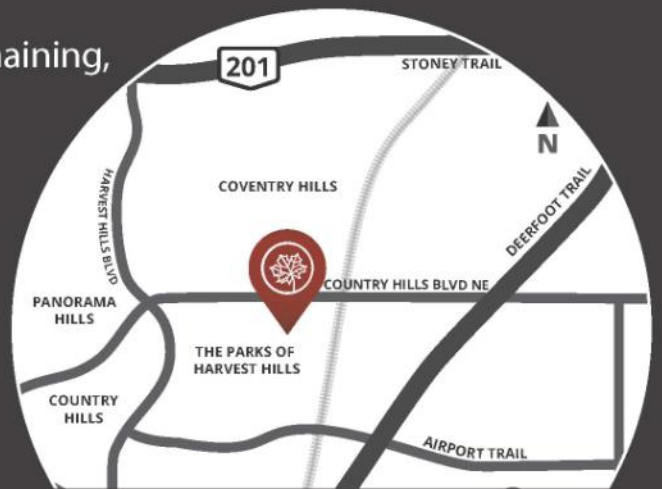 naining,
201
STONEY TRAIL
N
COVENTRY HILLS
DEERFOOT TRAIL
HARVEST HILLS BLVD
COUNTRY HILLS BLVD NE
PANORAMA
HILLS
THE PARKS OF
HARVEST HILLS
COUNTRY
HILLS
AIRPORT TRAIL